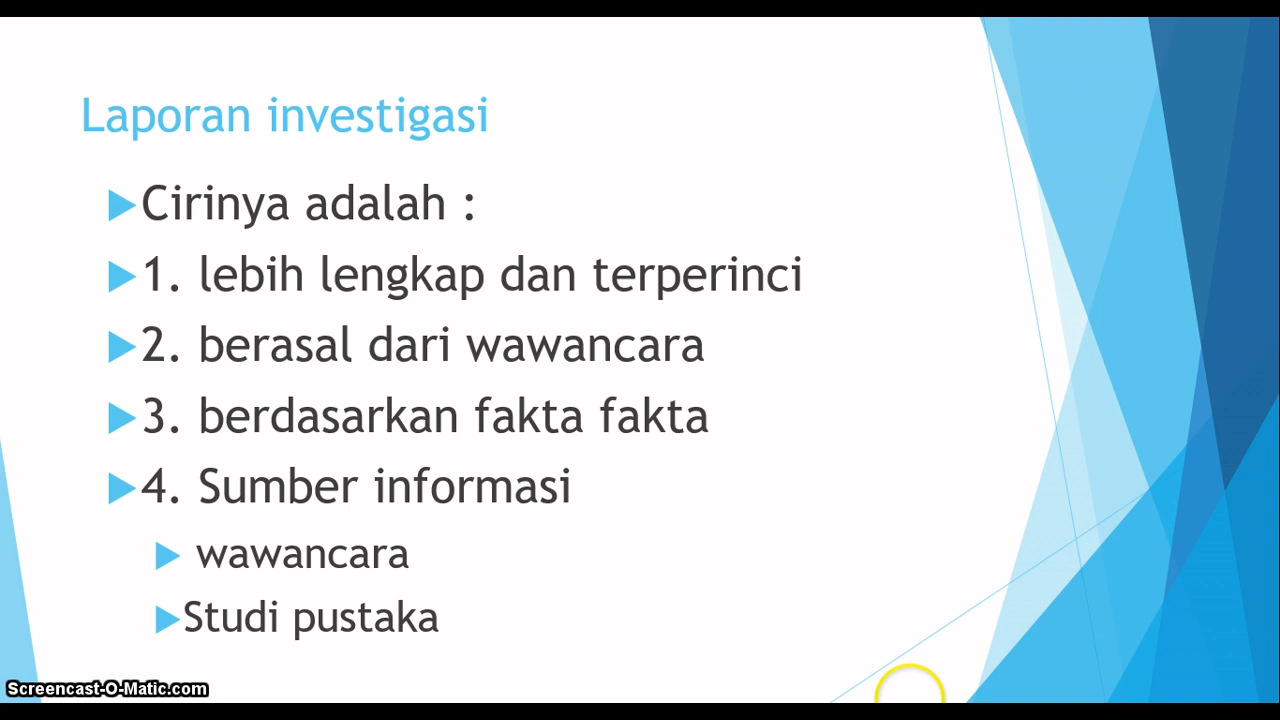 Laporan investigasi
Cirinya adalah :
1. lebih lengkap dan terperinci
2. berasal dari wawancara
3. berdasarkan fakta fakta
4. Sumber informasi
wawancara
Studi pustaka
Screencast-O-Matic.com